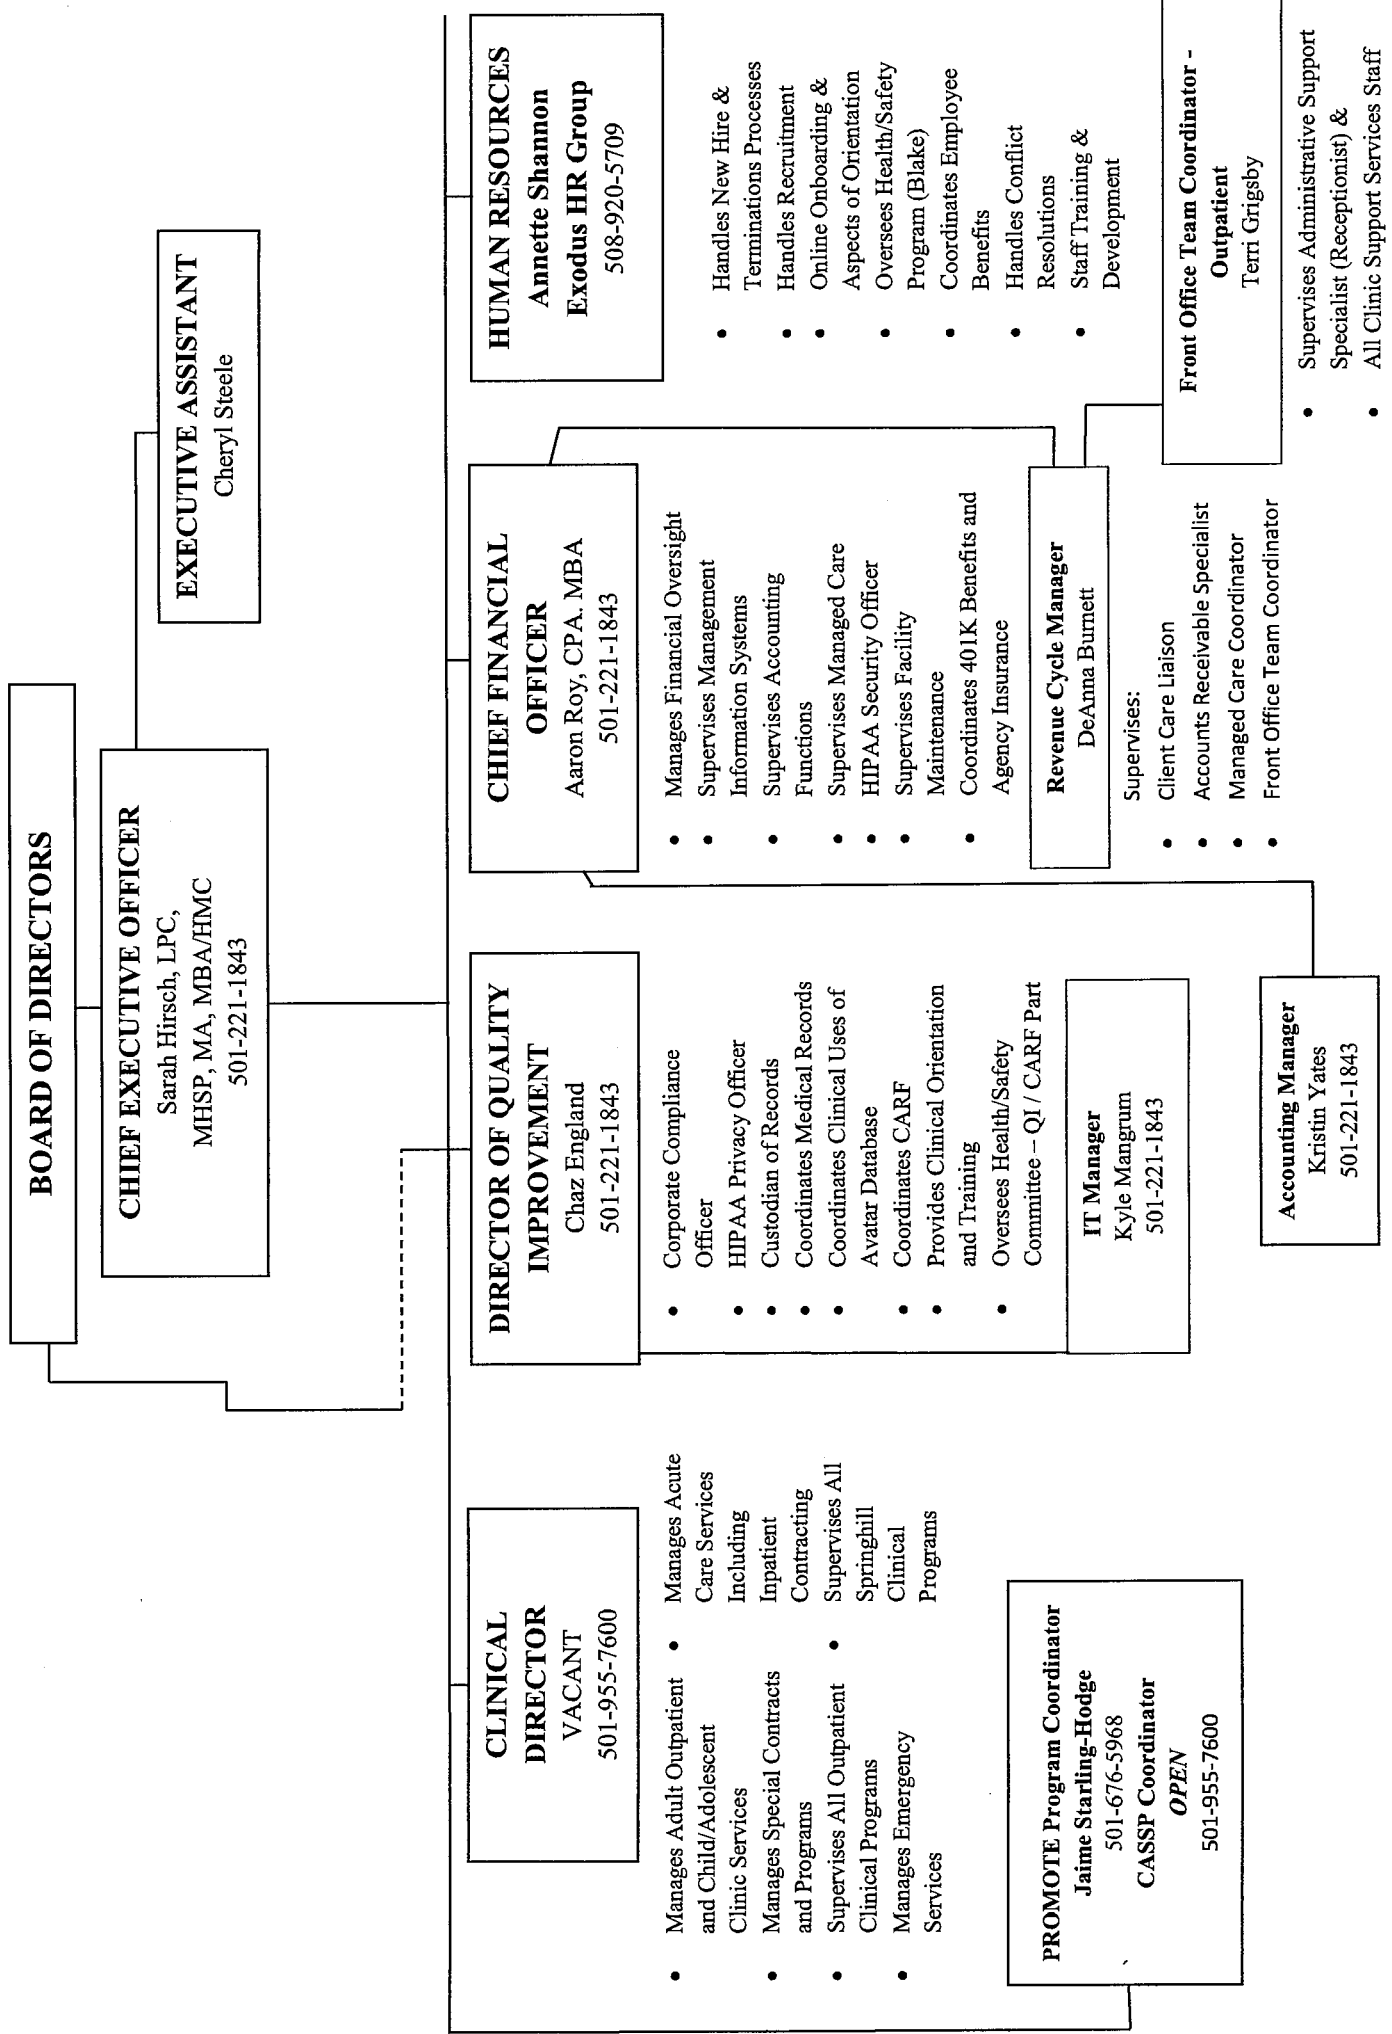 BOARD OF DIRECTORS
CHIEF EXECUTIVE OFFICER
Sarah Hirsch, LPC,
MHSP, MA, MBA/HMC
501-221-1843
EXECUTIVE ASSISTANT
Cheryl Steele
CLINICAL
DIRECTOR
VACANT
501-955-7600
• Manages Adult Outpatient
and Child/Adolescent
Clinic Services
• Manages Special Contracts
and Programs
• Supervises All Outpatient
Clinical Programs
• Manages Emergency
Services
• Manages Acute
Care Services
Including
Inpatient
Contracting
• Supervises All
Springhill
Clinical
Programs
PROMOTE Program Coordinator
Jaime Starling-Hodge
501-676-5968
CASSP Coordinator
OPEN
501-955-7600
DIRECTOR OF QUALITY
IMPROVEMENT
Chaz England
501-221-1843
• Corporate Compliance
Officer
• HIPAA Privacy Officer
• Custodian of Records
• Coordinates Medical Records
• Coordinates Clinical Uses of
Avatar Database
• Coordinates CARF
• Provides Clinical Orientation
and Training
• Oversees Health/Safety
Committee – QI / CARF Part
IT Manager
Kyle Mangrum
501-221-1843
CHIEF FINANCIAL
OFFICER
Aaron Roy, CPA. MBA
501-221-1843
• Manages Financial Oversight
• Supervises Management
Information Systems
• Supervises Accounting
Functions
• Supervises Managed Care
• HIPAA Security Officer
• Supervises Facility
Maintenance
• Coordinates 401K Benefits and
Agency Insurance
Revenue Cycle Manager
DeAnna Burnett
Supervises:
• Client Care Liaison
• Accounts Receivable Specialist
• Managed Care Coordinator
• Front Office Team Coordinator
Accounting Manager
Kristin Yates
501-221-1843
HUMAN RESOURCES
Annette Shannon
Exodus HR Group
508-920-5709
• Handles New Hire &
Terminations Processes
• Handles Recruitment
• Online Onboarding &
Aspects of Orientation
• Oversees Health/Safety
Program (Blake)
• Coordinates Employee
Benefits
• Handles Conflict
Resolutions
• Staff Training &
Development
Front Office Team Coordinator -
Outpatient
Terri Grigsby
• Supervises Administrative Support
Specialist (Receptionist) &
• All Clinic Support Services Staff